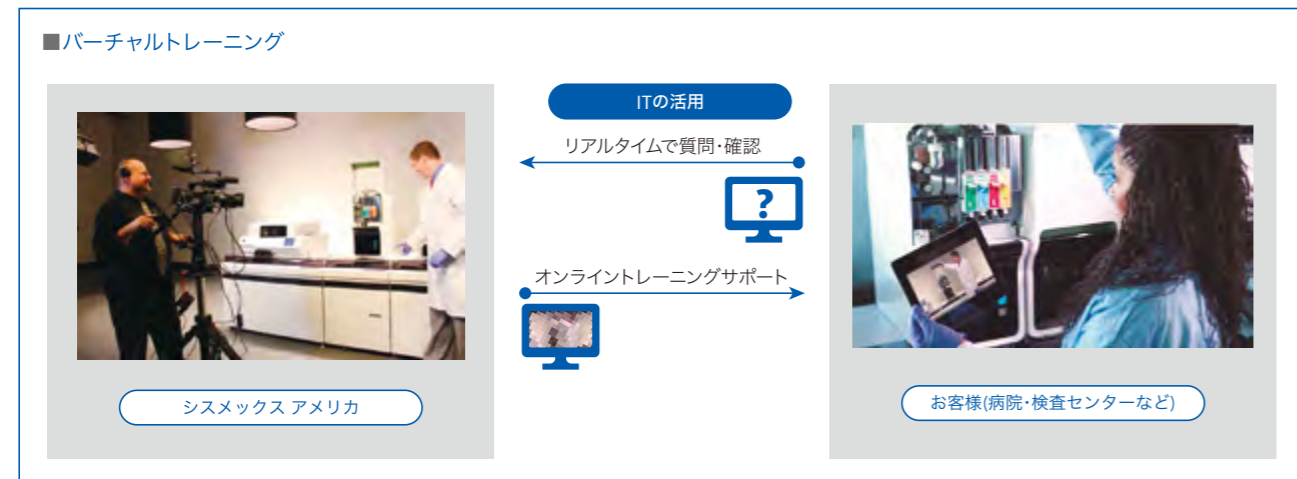 ■バーチャルトレーニング
ITの活用
リアルタイムで質問・確認
?
オンライントレーニングサポート
シスメックス アメリカ
お客様(病院・検査センターなど)